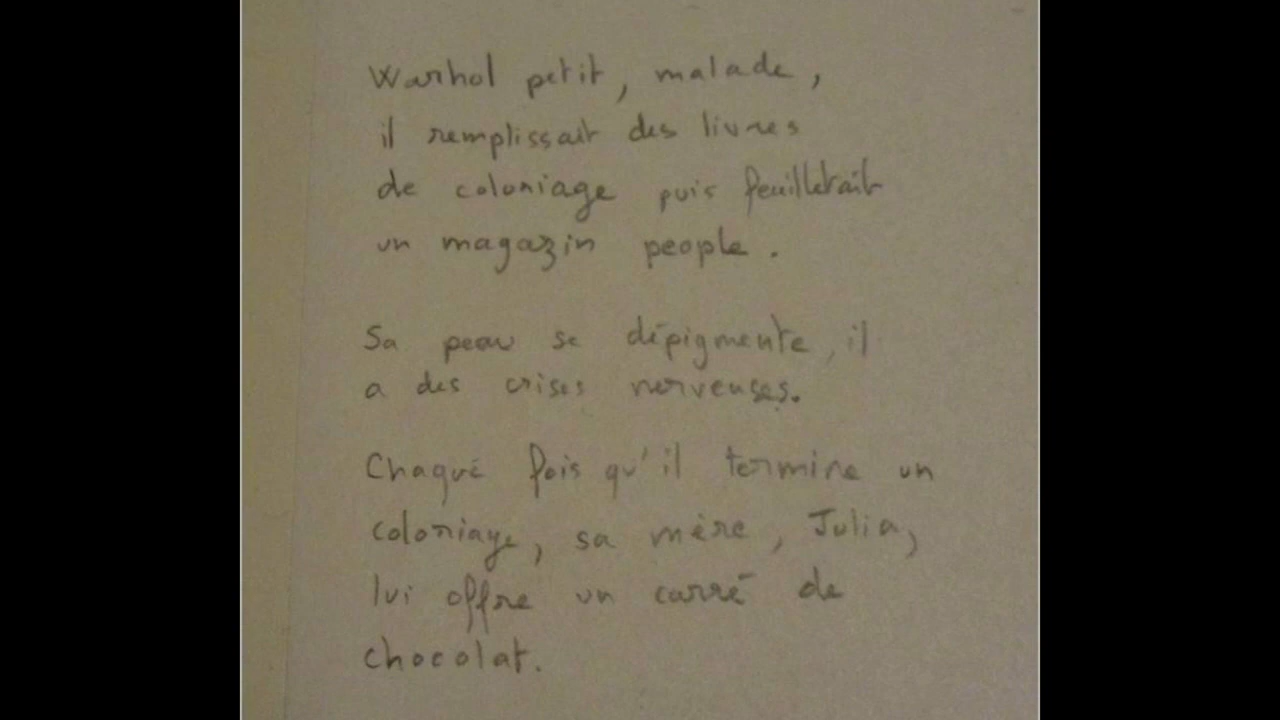 Warhol petit, malade,
il remplissait des livres
de coloriage puis feuilletait
un magazin people.
Sa peau se dépigmente, il
a des crises nerveuses.
Chaque fois qu'il termine un
coloriage, sa mère, Julia,
lui offre un carré de
chocolat.